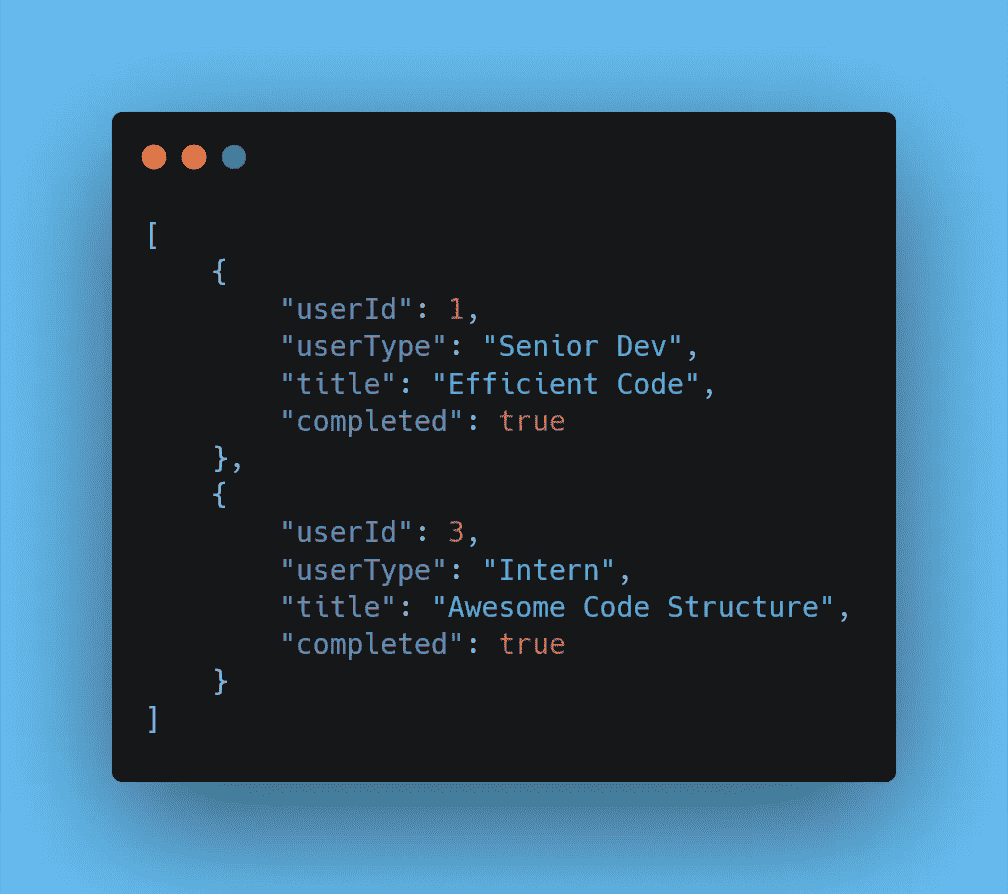 [
    {
        "userId": 1,
        "userType": "Senior Dev",
        "title": "Efficient Code",
        "completed": true
    },
    {
        "userId": 3,
        "userType": "Intern",
        "title": "Awesome Code Structure",
        "completed": true
    }
]